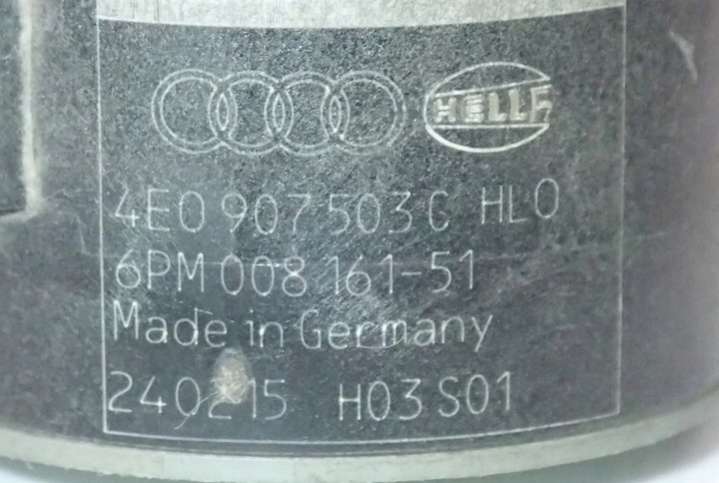 HELLA
4E0 907 503 C HLO
6PM 008 161-51
Made in Germany
240215 H03 S01